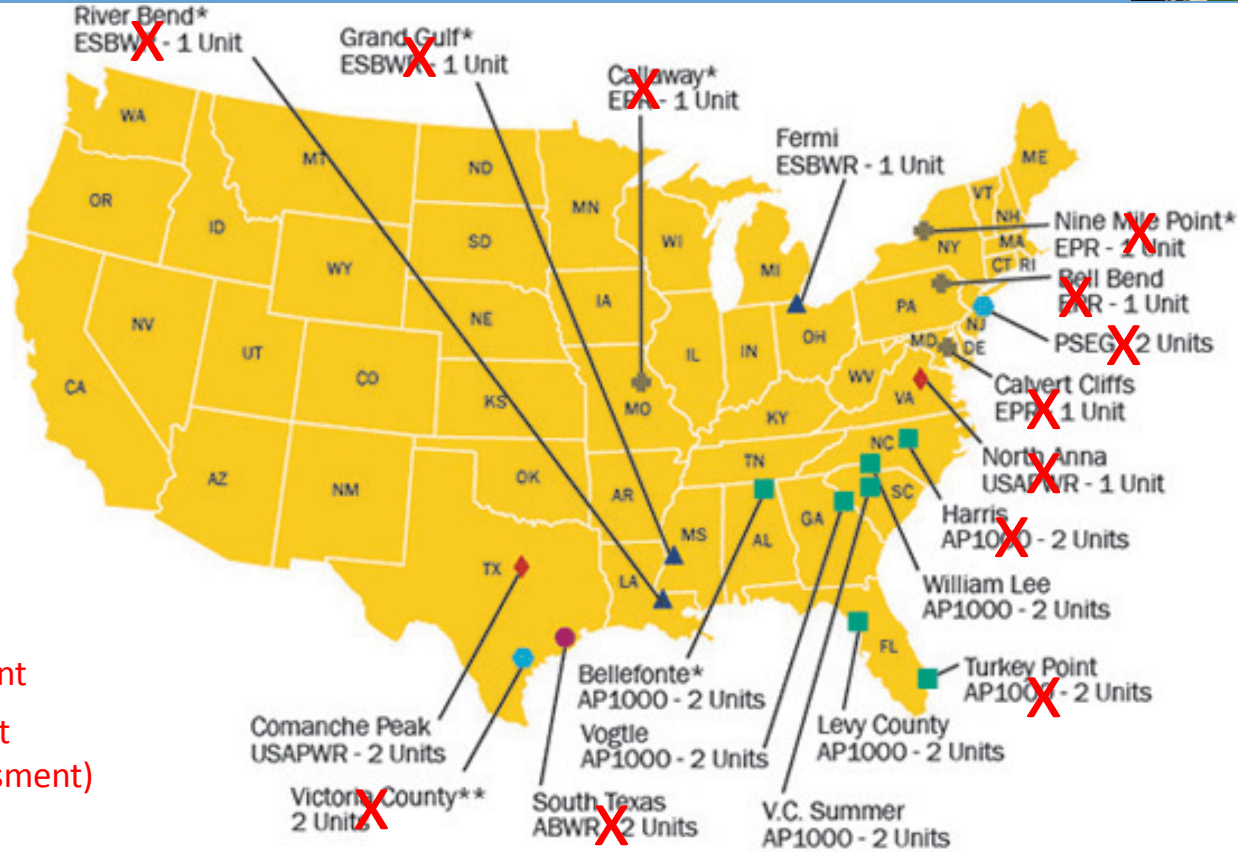 River Bend*
ESBWR - 1 Unit
Grand Gulf*
ESBWR - 1 Unit
Callaway*
EPR - 1 Unit
Fermi
ESBWR - 1 Unit
Nine Mile Point*
EPR - 1 Unit
Bell Bend
EPR - 1 Unit
PSEG - 2 Units
Calvert Cliffs
EPR - 1 Unit
North Anna
USAPWR - 1 Unit
Harris
AP1000 - 2 Units
William Lee
AP1000 - 2 Units
Turkey Point
AP1000 - 2 Units
Levy County
AP1000 - 2 Units
V.C. Summer
AP1000 - 2 Units
Bellefonte*
AP1000 - 2 Units
Vogtle
AP1000 - 2 Units
South Texas
ABWR - 2 Units
Comanche Peak
USAPWR - 2 Units
Victoria County**
2 Units
WA
MT
ND
MN
OR
ID
SD
WI
MI
WY
IA
NE
NV
UT
CO
KS
MO
IL
IN
OH
PA
NY
VT
NH
ME
MA
CT RI
NJ
MD
DE
WV
VA
KY
CA
AZ
NM
OK
AR
TN
NC
SC
MS
AL
GA
TX
LA
FL
nt
t
sment)
X
X
X
X
X
X
X
X
X
X
X
X